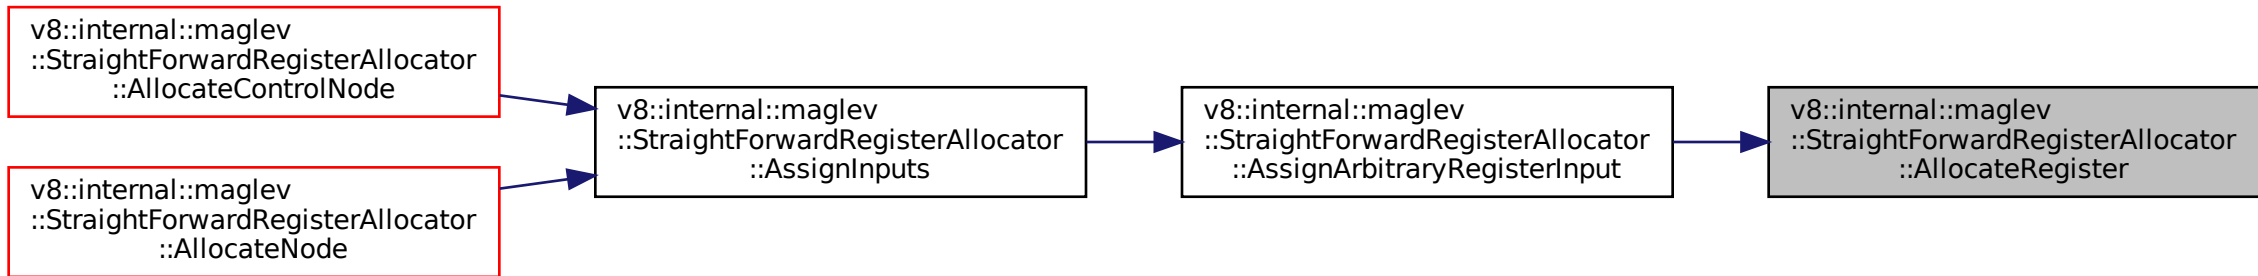 v8::internal::maglev
::StraightForwardRegisterAllocator
::AllocateControlNode
v8::internal::maglev
::StraightForwardRegisterAllocator
::AllocateNode
v8::internal::maglev
::StraightForwardRegisterAllocator
::AssignInputs
v8::internal::maglev
::StraightForwardRegisterAllocator
::AssignArbitraryRegisterInput
v8::internal::maglev
::StraightForwardRegisterAllocator
::AllocateRegister